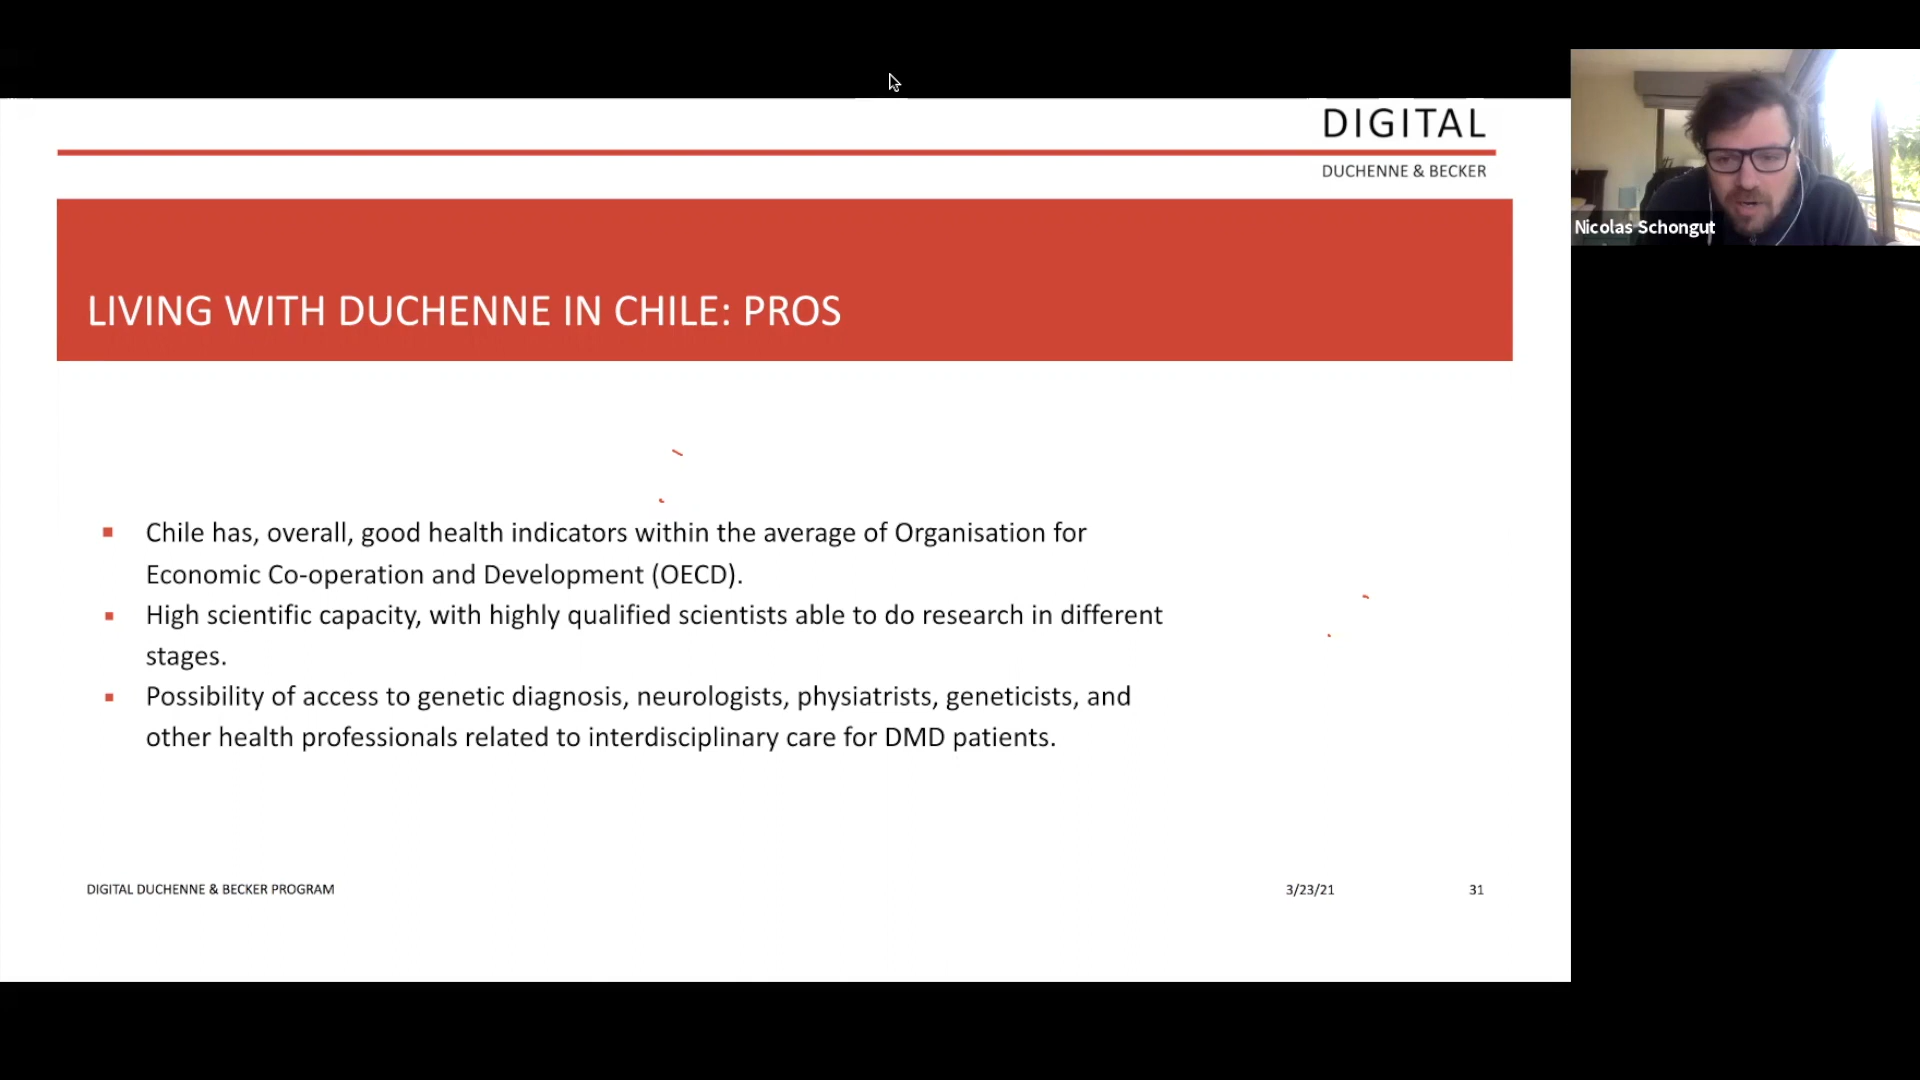 DIGITAL
DUCHENNE & BECKER
Nicolas Schongut
LIVING WITH DUCHENNE IN CHILE: PROS
▪ Chile has, overall, good health indicators within the average of Organisation for
Economic Co-operation and Development (OECD).
▪ High scientific capacity, with highly qualified scientists able to do research in different
stages.
▪ Possibility of access to genetic diagnosis, neurologists, physiatrists, geneticists, and
other health professionals related to interdisciplinary care for DMD patients.
DIGITAL DUCHENNE & BECKER PROGRAM
3/23/21
31